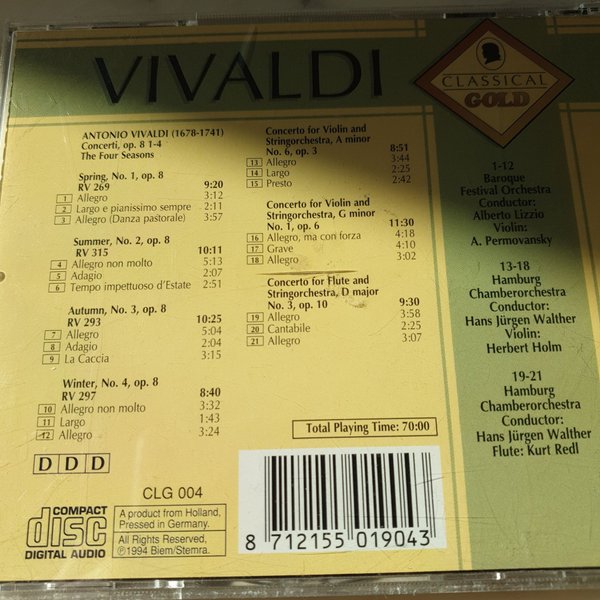 VIVALDI
CLASSICAL
GOLD
ANTONIO VIVALDI (1678-1741)
Concerti, op. 8 1-4
The Four Seasons
Spring, No. 1, op. 8
RV 269 9:20
1 Allegro 3:12
2 Largo e pianissimo sempre 2:11
3 Allegro (Danza pastorale) 3:57
Summer, No. 2, op. 8
RV 315 10:11
4 Allegro non molto 5:13
5 Adagio 2:07
6 Tempo impettuoso d'Estate 2:51
Autumn, No. 3, op. 8
RV 293 10:25
7 Allegro 5:04
8 Adagio 2:04
9 La Caccia 3:15
Winter, No. 4, op. 8
RV 297 8:40
10 Allegro non molto 3:32
11 Largo 1:43
12 Allegro 3:24
Concerto for Violin and
Stringorchestra, A minor
No. 6, op. 3 8:51
13 Allegro 3:44
14 Largo 2:25
15 Presto 2:42
Concerto for Violin and
Stringorchestra, G minor
No. 1, op. 6 11:30
16 Allegro, ma con forza 4:18
17 Grave 4:10
18 Allegro 3:02
Concerto for Flute and
Stringorchestra, D major
No. 3, op. 10 9:30
19 Allegro 3:58
20 Cantabile 2:25
21 Allegro 3:07
Total Playing Time: 70:00
1-12
Baroque
Festival Orchestra
Conductor:
Alberto Lizzio
Violin:
A. Permovansky
13-18
Hamburg
Chamberorchestra
Conductor:
Hans Jürgen Walther
Violin:
Herbert Holm
19-21
Hamburg
Chamberorchestra
Conductor:
Hans Jürgen Walther
Flute: Kurt Redl
DDD
CLG 004
COMPACT
disc
DIGITAL AUDIO
A product from Holland,
Pressed in Germany.
All Rights Reserved,
℗1994 Biem/Stemra.
8 712155 019043